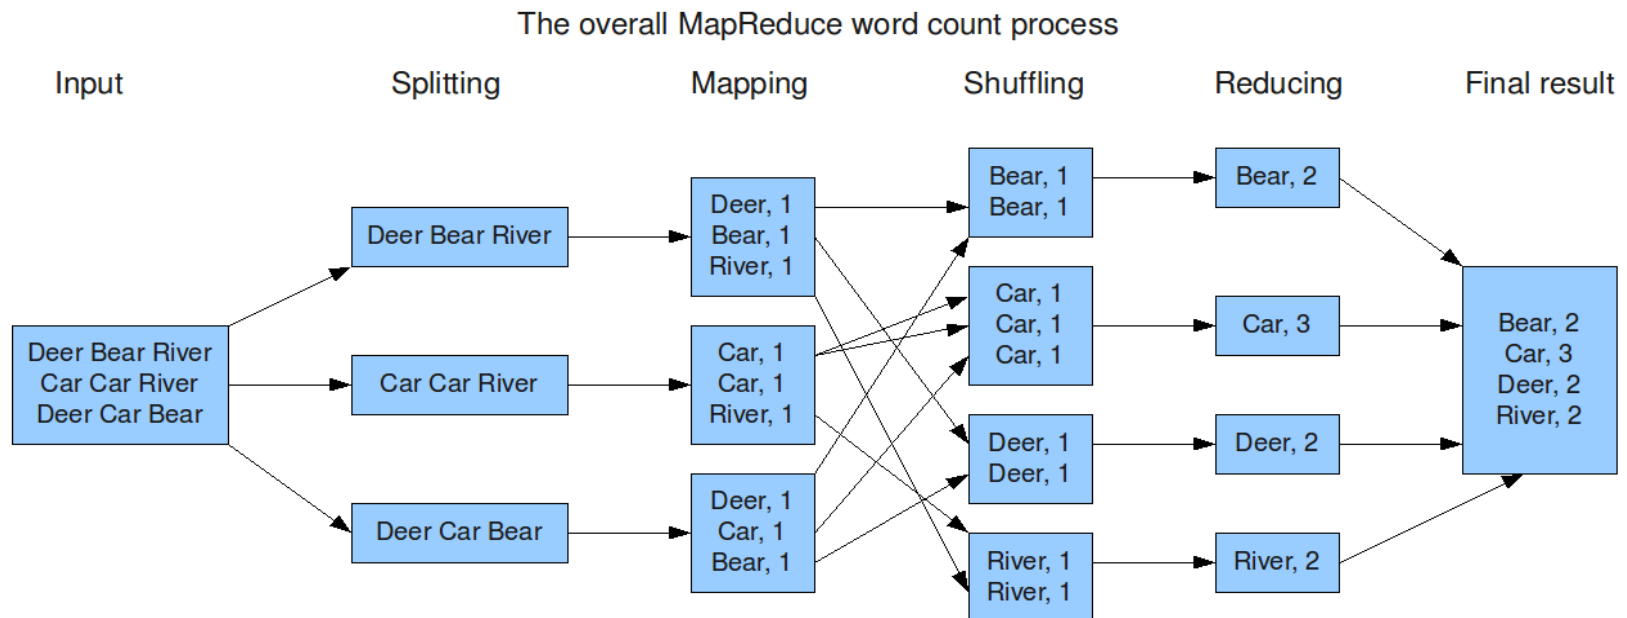 The overall MapReduce word count process
Input
Splitting
Mapping
Shuffling
Reducing
Final result
Deer Bear River
Car Car River
Deer Car Bear
Deer Bear River
Car Car River
Deer Car Bear
Deer, 1
Bear, 1
River, 1
Car, 1
Car, 1
River, 1
Deer, 1
Car, 1
Bear, 1
Bear, 1
Bear, 1
Car, 1
Car, 1
Car, 1
Deer, 1
Deer, 1
River, 1
River, 1
Bear, 2
Car, 3
Deer, 2
River, 2
Bear, 2
Car, 3
Deer, 2
River, 2